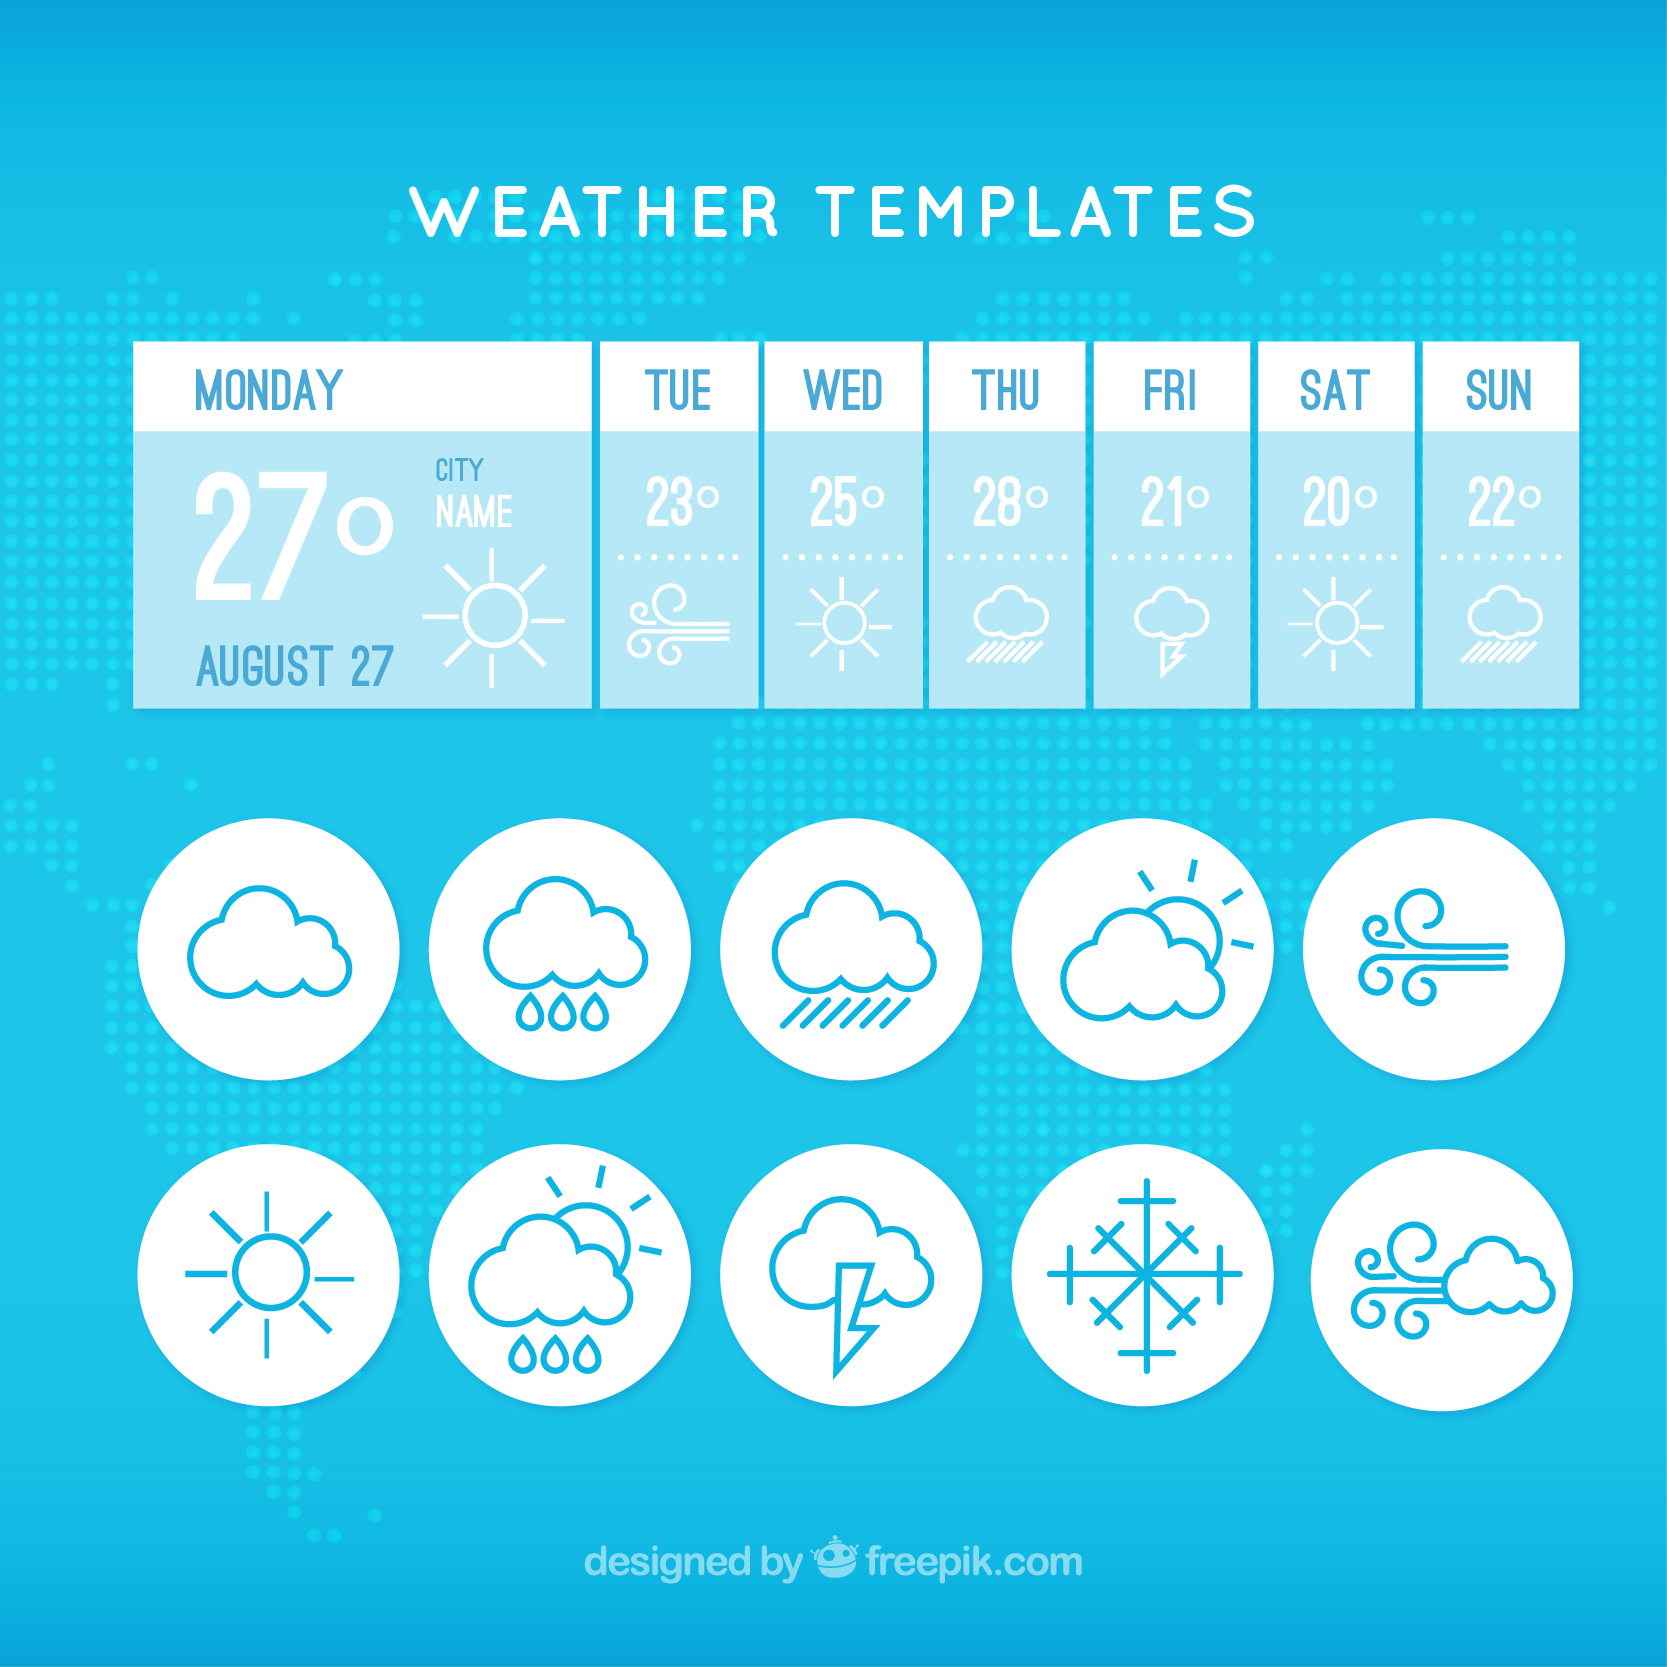 WEATHER TEMPLATES
MONDAY
27°
CITY
NAME
AUGUST 27
TUE
23°
WED
25°
THU
28°
FRI
21°
SAT
20°
SUN
22°
designed by freepik.com